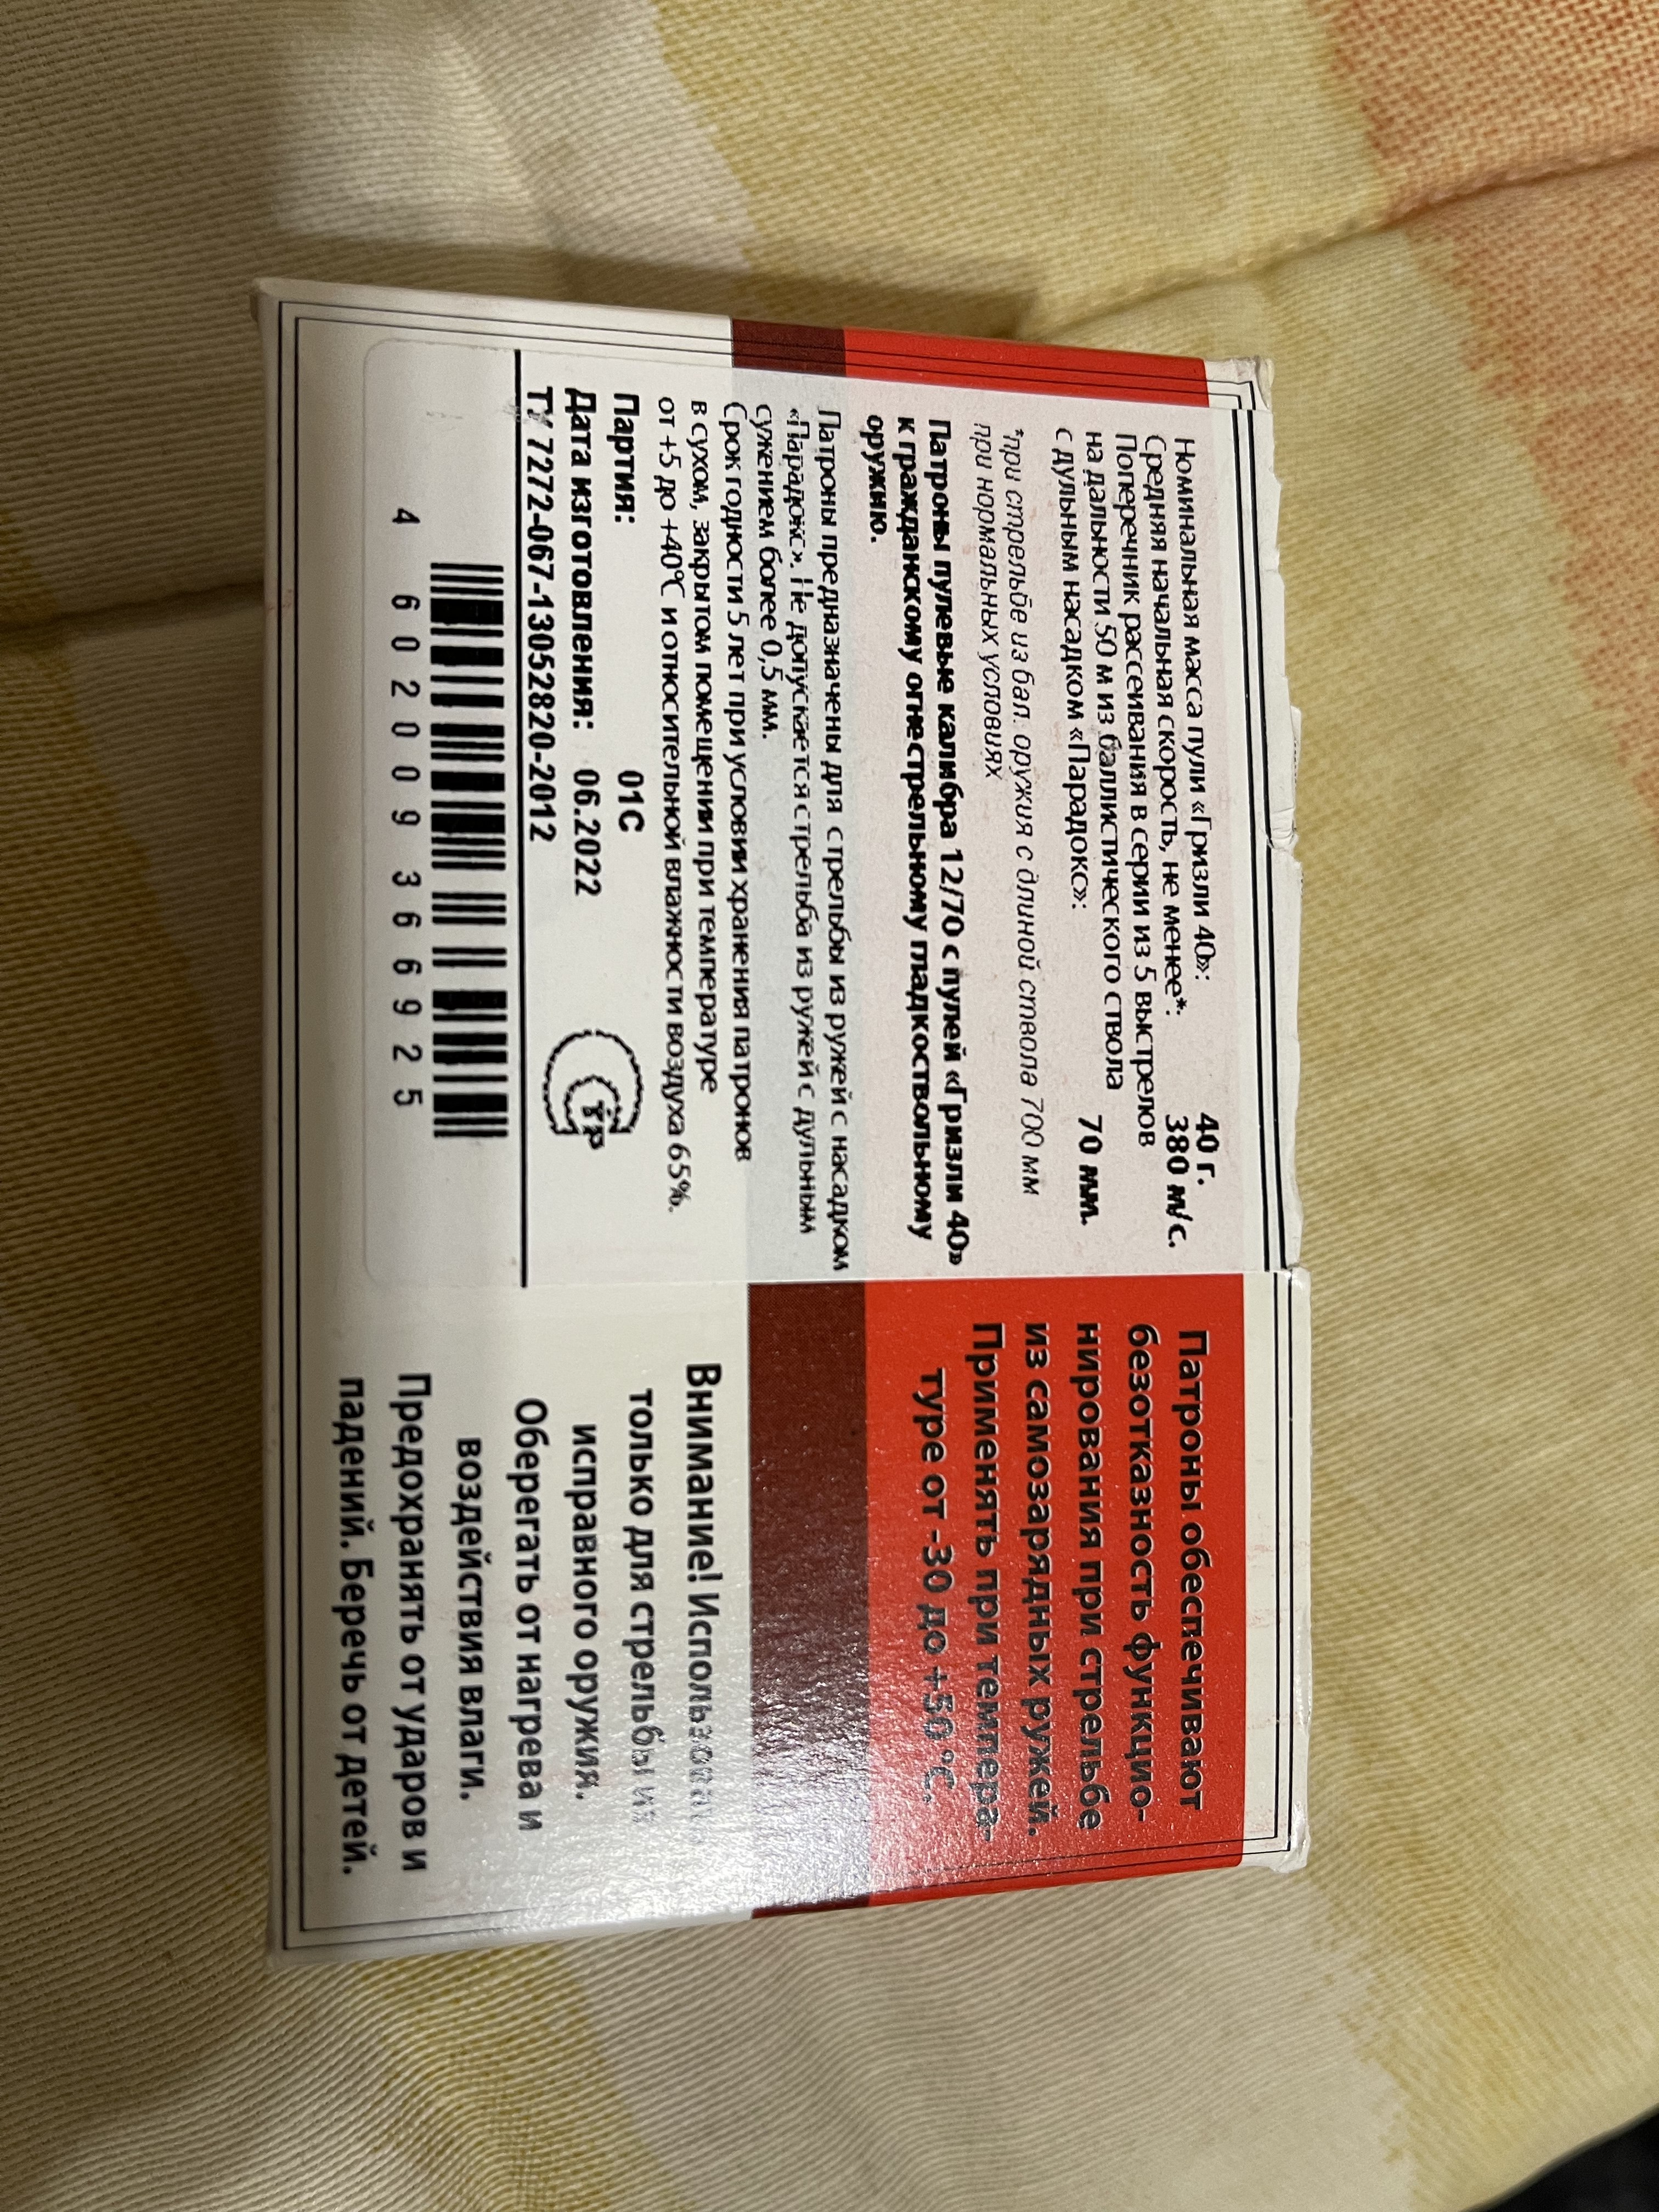 Номинальная масса пули «Гризли 40»: 40 г.
Средняя начальная скорость, не менее*: 380 м/с.
Поперечник рассеивания в серии из 5 выстрелов
на дальности 50 м из баллистического ствола
с дульным насадком «Парадокс»: 70 мм.
*при стрельбе из бал. оружия с длиной ствола 700 мм
при нормальных условиях
Патроны пулевые калибра 12/70 с пулей «Гризли 40»
к гражданскому огнестрельному гладкоствольному
оружию.
Патроны предназначены для стрельбы из ружей с насадком
«Парадокс». Не допускается стрельба из ружей с дульным
сужением более 0,5 мм.
Срок годности 5 лет при условии хранения патронов
в сухом, закрытом помещении при температуре
от +5 до +40°С и относительной влажности воздуха 65%.
Партия: 01С
Дата изготовления: 06.2022
ТУ 7272-067-13052820-2012
РСТ
4 602009 366925
Патроны обеспечивают
безотказность функцио-
нирования при стрельбе
из самозарядных ружей.
Применять при темпера-
туре от -30 до +50 °С.
Внимание! Использовать
только для стрельбы из
исправного оружия.
Оберегать от нагрева и
воздействия влаги.
Предохранять от ударов и
падений. Беречь от детей.